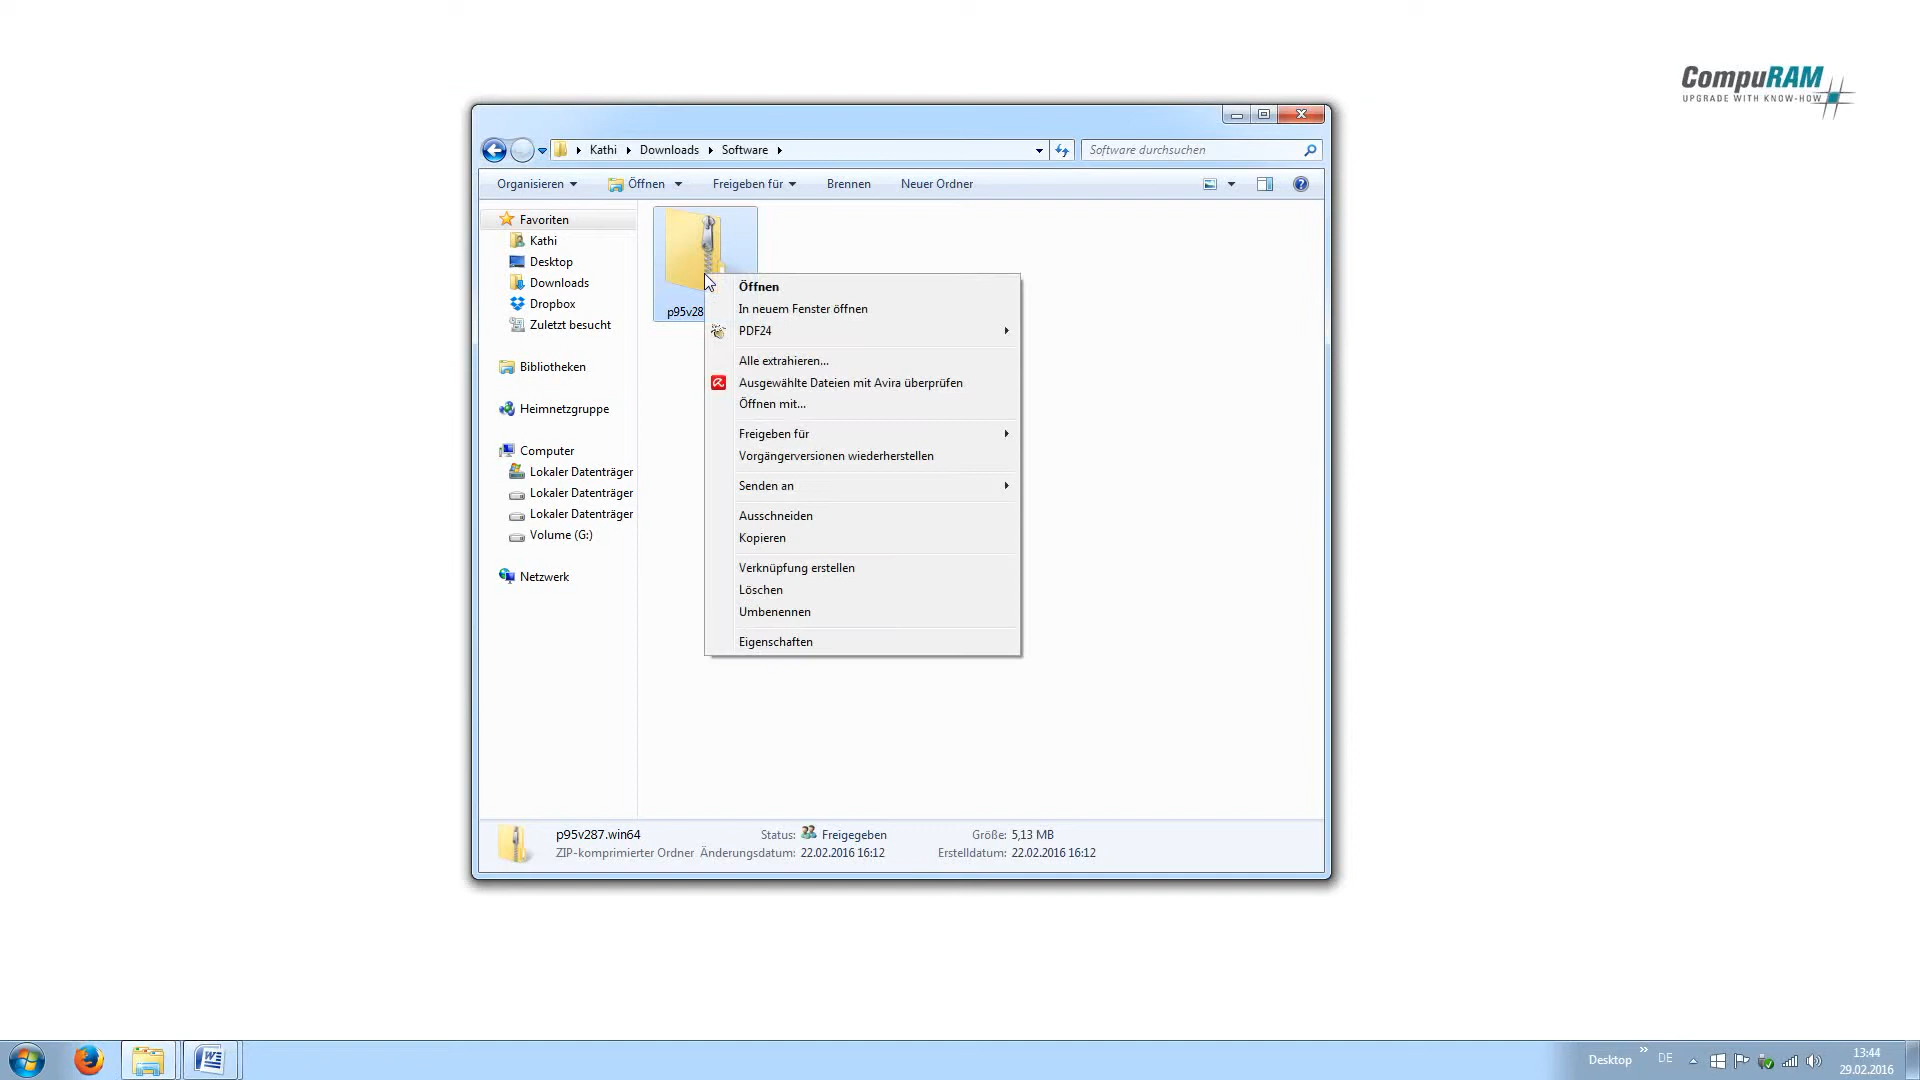 CompuRAM
UPGRADE WITH KNOW-HOW
Kathi
Downloads
Software
Software durchsuchen
Organisieren
Öffnen
Freigeben für
Brennen
Neuer Ordner
Favoriten
Kathi
Desktop
Downloads
Dropbox
Zuletzt besucht
Bibliotheken
Heimnetzgruppe
Computer
Lokaler Datenträger
Lokaler Datenträger
Lokaler Datenträger
Volume (G:)
Netzwerk
p95v28
Öffnen
In neuem Fenster öffnen
PDF24
Alle extrahieren...
Ausgewählte Dateien mit Avira überprüfen
Öffnen mit...
Freigeben für
Vorgängerversionen wiederherstellen
Senden an
Ausschneiden
Kopieren
Verknüpfung erstellen
Löschen
Umbenennen
Eigenschaften
p95v287.win64 Status: Freigegeben Größe: 5,13 MB
ZIP-komprimierter Ordner Änderungsdatum: 22.02.2016 16:12 Erstelldatum: 22.02.2016 16:12
Desktop
DE
13:44
29.02.2016